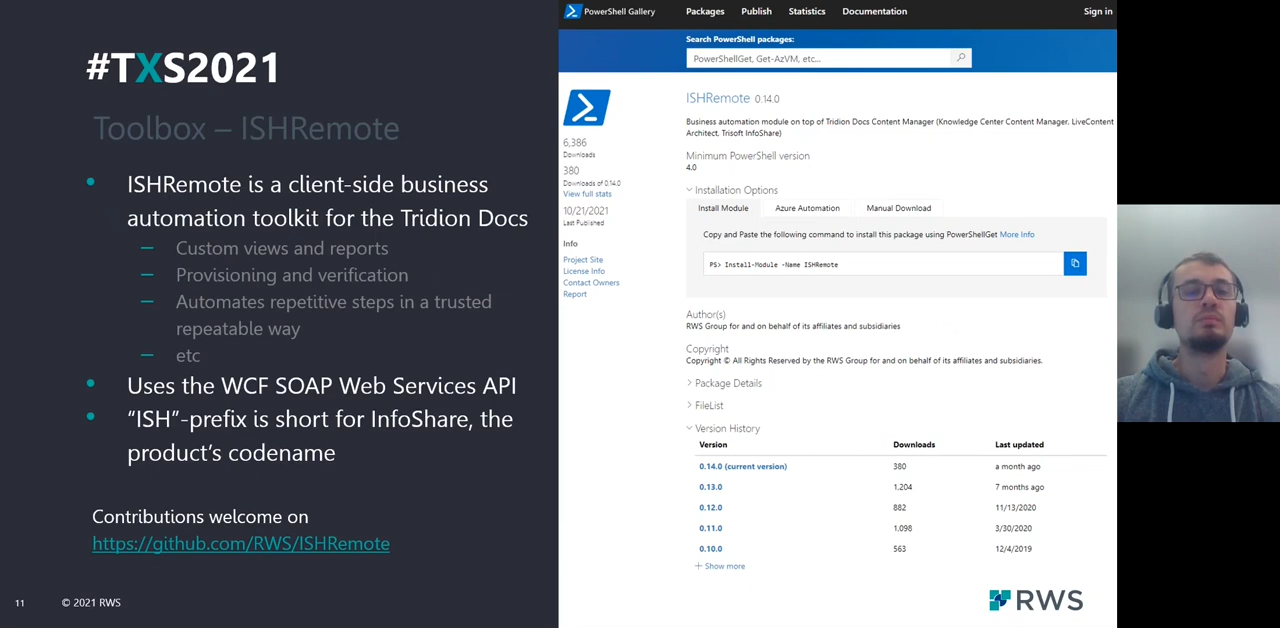 #TXS2021
Toolbox – ISHRemote
ISHRemote is a client-side business
automation toolkit for the Tridion Docs
Custom views and reports
Provisioning and verification
Automates repetitive steps in a trusted
repeatable way
etc
Uses the WCF SOAP Web Services API
“ISH”-prefix is short for InfoShare, the
product’s codename
Contributions welcome on
https://github.com/RWS/ISHRemote
11 © 2021 RWS
PowerShell Gallery Packages Publish Statistics Documentation Sign in
Search PowerShell packages:
PowerShellGet, Get-AzVM, etc...
6,386
Downloads
380
Downloads of 0.14.0
View full stats
10/21/2021
Last Published
Info
Project Site
License Info
Contact Owners
Report
ISHRemote 0.14.0
Business automation module on top of Tridion Docs Content Manager (Knowledge Center Content Manager, LiveContent
Architect, Trisoft InfoShare)
Minimum PowerShell version
4.0
Installation Options
Install Module Azure Automation Manual Download
Copy and Paste the following command to install this package using PowerShellGet More Info
PS> Install-Module -Name ISHRemote
Author(s)
RWS Group for and on behalf of its affiliates and subsidiaries
Copyright
Copyright © All Rights Reserved by the RWS Group for and on behalf of its affiliates and subsidiaries.
Package Details
FileList
Version History
Version Downloads Last updated
0.14.0 (current version) 380 a month ago
0.13.0 1,204 7 months ago
0.12.0 882 11/13/2020
0.11.0 1,098 3/30/2020
0.10.0 563 12/4/2019
+ Show more
RWS